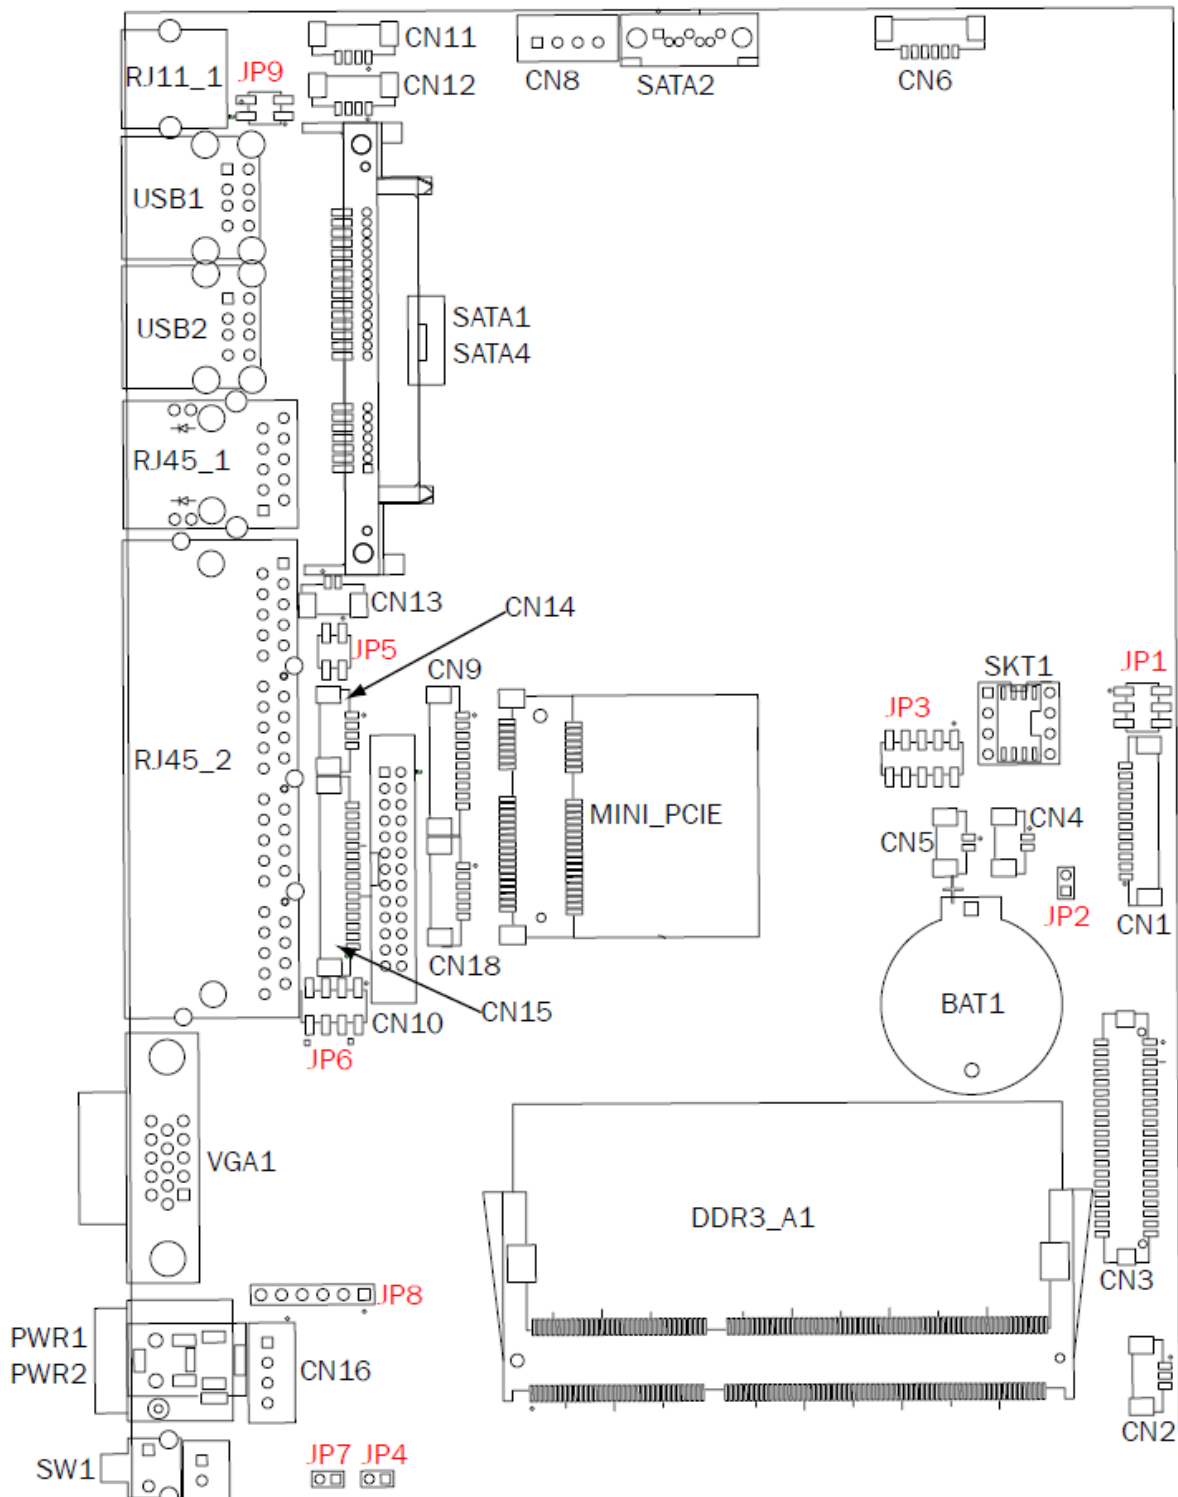 CN11
CN8
SATA2
CN6
RJ11_1
JP9
CN12
USB1
USB2
SATA1
SATA4
RJ45_1
CN13
CN14
JP5
CN9
SKT1
JP1
JP3
RJ45_2
MINI_PCIE
CN5
CN4
JP2
CN1
CN18
CN15
CN10
BAT1
JP6
VGA1
DDR3_A1
CN3
JP8
PWR1
PWR2
CN16
CN2
SW1
JP7
JP4